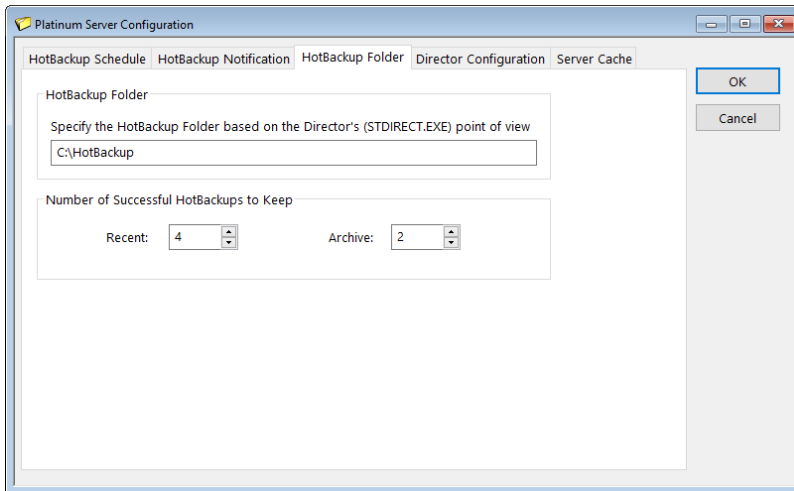 Platinum Server Configuration
HotBackup Schedule HotBackup Notification HotBackup Folder Director Configuration Server Cache
OK
Cancel
HotBackup Folder
Specify the HotBackup Folder based on the Director's (STDIRECT.EXE) point of view
C:\HotBackup
Number of Successful HotBackups to Keep
Recent: 4 Archive: 2